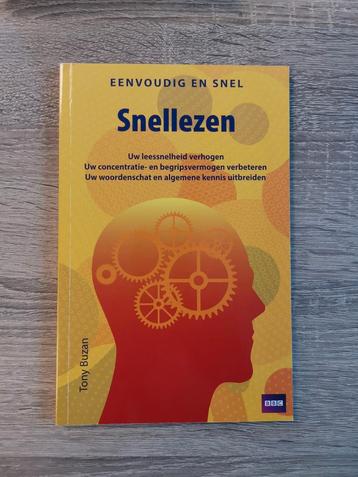 EENVOUDIG EN SNEL
Snellezen
Uw leessnelheid verhogen
Uw concentratie- en begripsvermogen verbeteren
Uw woordenschat en algemene kennis uitbreiden
Tony Buzan
BBC